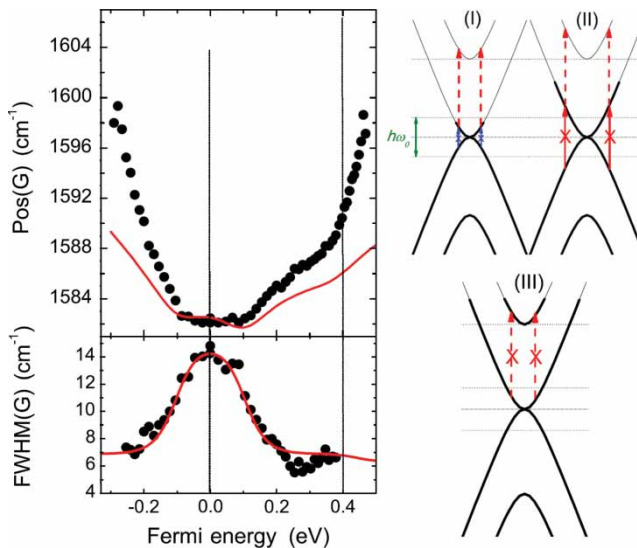 1604
1600
1596
1592
1588
1584
Pos(G) (cm⁻¹)
14
12
10
8
6
4
FWHM(G) (cm⁻¹)
-0.2 0.0 0.2 0.4
Fermi energy (eV)
(I) (II)
ħω₀
(III)